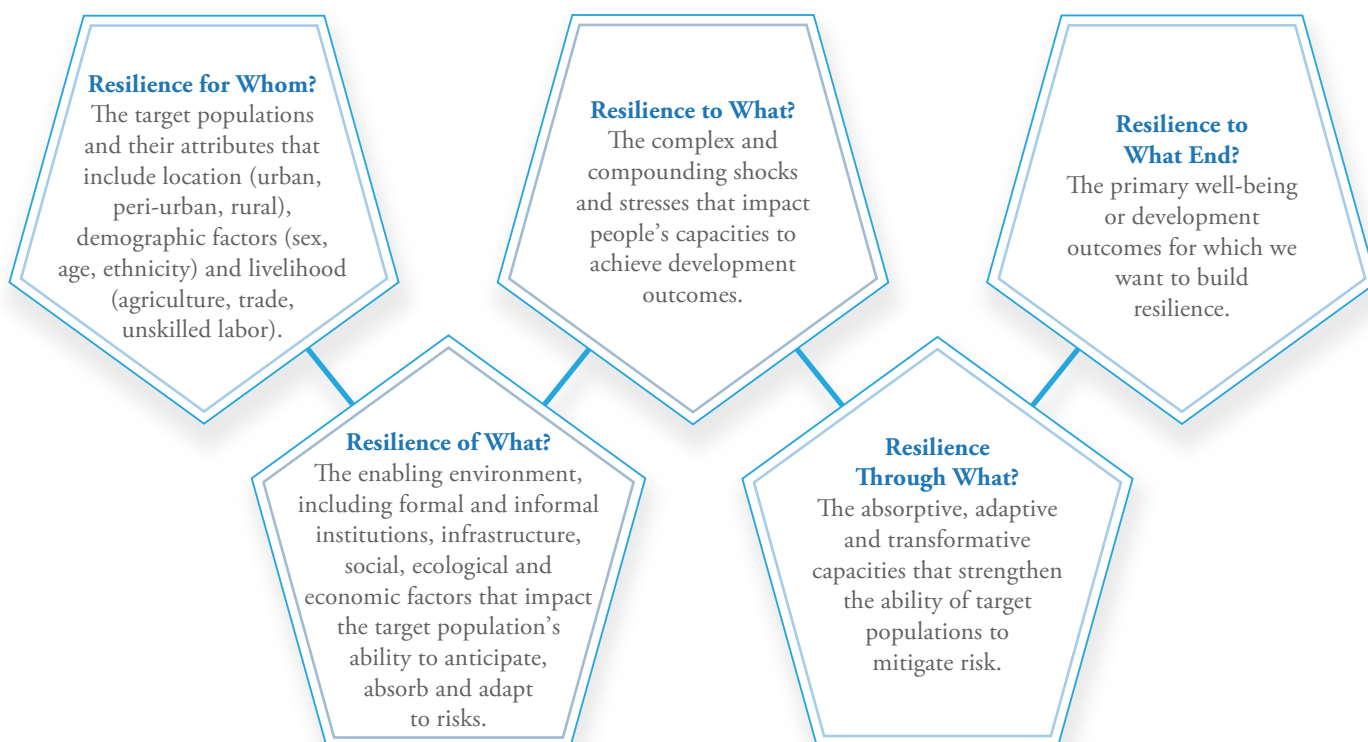 Resilience for Whom?
The target populations
and their attributes that
include location (urban,
peri-urban, rural),
demographic factors (sex,
age, ethnicity) and livelihood
(agriculture, trade,
unskilled labor).
Resilience of What?
The enabling environment,
including formal and informal
institutions, infrastructure,
social, ecological and
economic factors that impact
the target population’s
ability to anticipate,
absorb and adapt
to risks.
Resilience to What?
The complex and
compounding shocks
and stresses that impact
people’s capacities to
achieve development
outcomes.
Resilience
Through What?
The absorptive, adaptive
and transformative
capacities that strengthen
the ability of target
populations to
mitigate risk.
Resilience to
What End?
The primary well-being
or development
outcomes for which we
want to build
resilience.